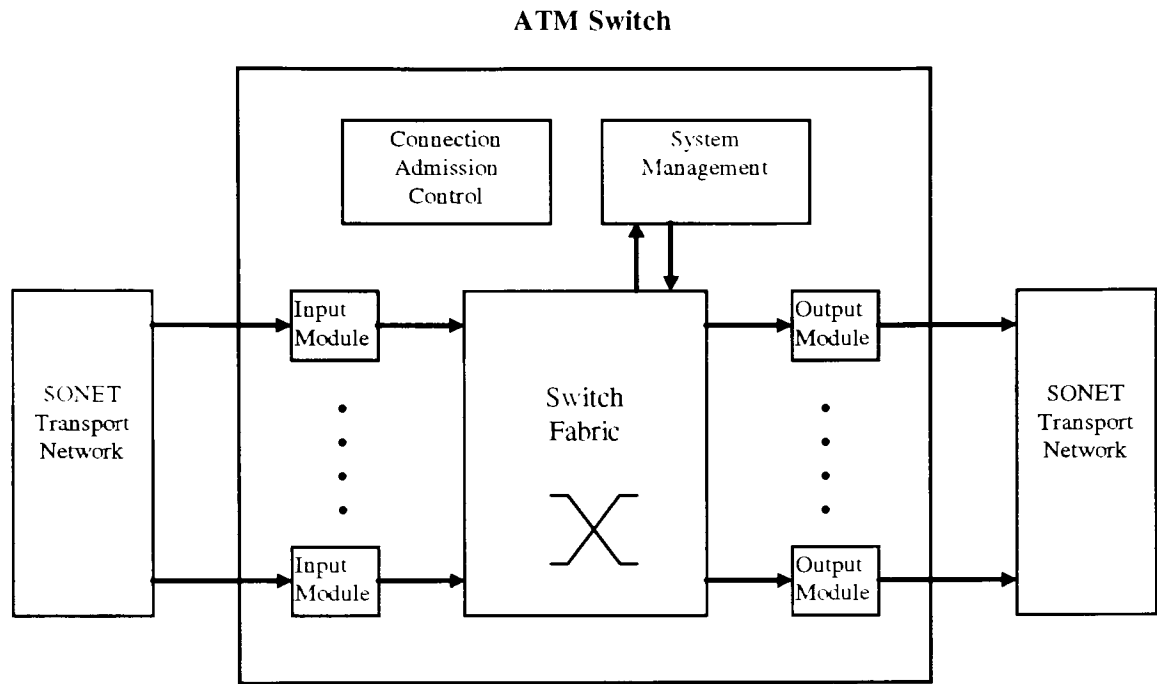 ATM Switch
Connection
Admission
Control
System
Management
SONET
Transport
Network
Input
Module
Switch
Fabric
Output
Module
SONET
Transport
Network
Input
Module
Output
Module